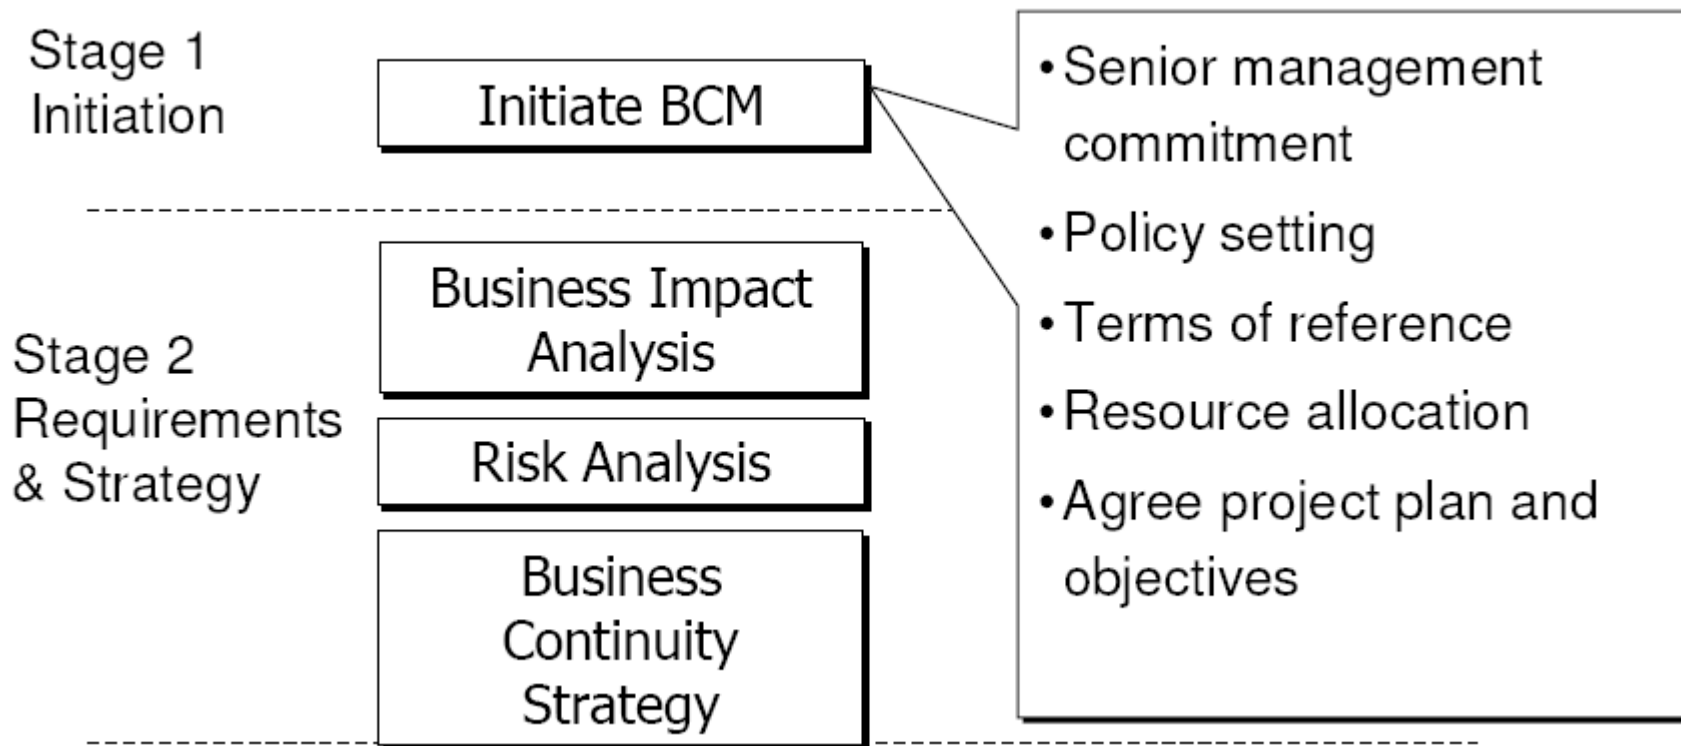 Stage 1
Initiation
Initiate BCM
Stage 2
Requirements
& Strategy
Business Impact
Analysis
Risk Analysis
Business
Continuity
Strategy
•Senior management
commitment
•Policy setting
•Terms of reference
•Resource allocation
•Agree project plan and
objectives